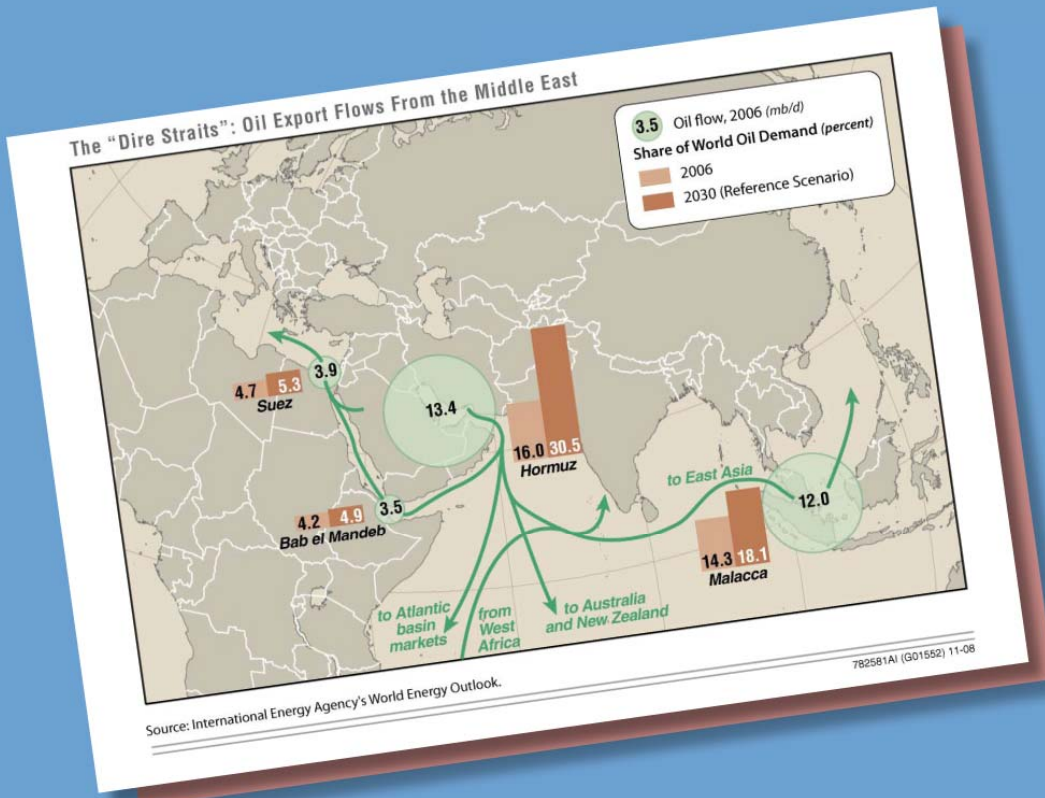 The "Dire Straits": Oil Export Flows From the Middle East
3.5 Oil flow, 2006 (mb/d)
Share of World Oil Demand (percent)
2006
2030 (Reference Scenario)
3.9
4.7 5.3
Suez
13.4
16.0 30.5
Hormuz
3.5
4.2 4.9
Bab el Mandeb
to East Asia
12.0
14.3 18.1
Malacca
to Atlantic
basin
markets
from
West
Africa
to Australia
and New Zealand
Source: International Energy Agency's World Energy Outlook.
782581AI (G01552) 11-08